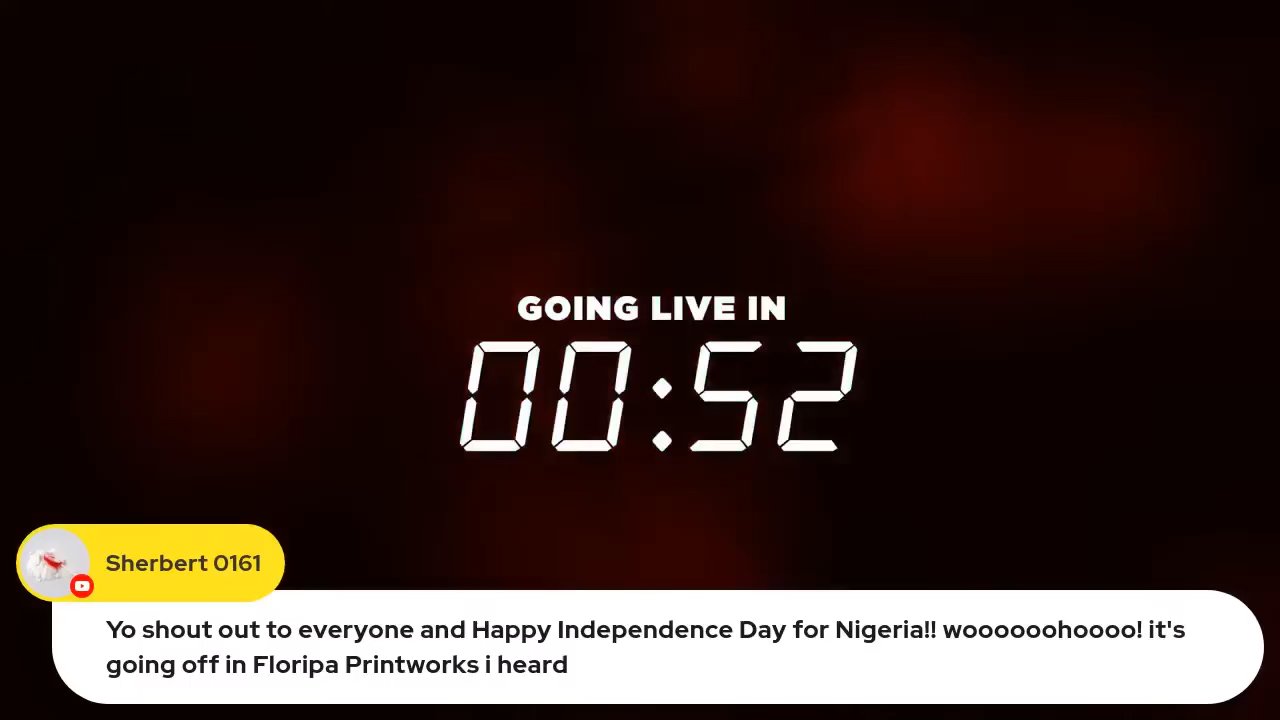 GOING LIVE IN
00:52
Sherbert 0161
Yo shout out to everyone and Happy Independence Day for Nigeria!! woooooohoooo! it's
going off in Floripa Printworks i heard